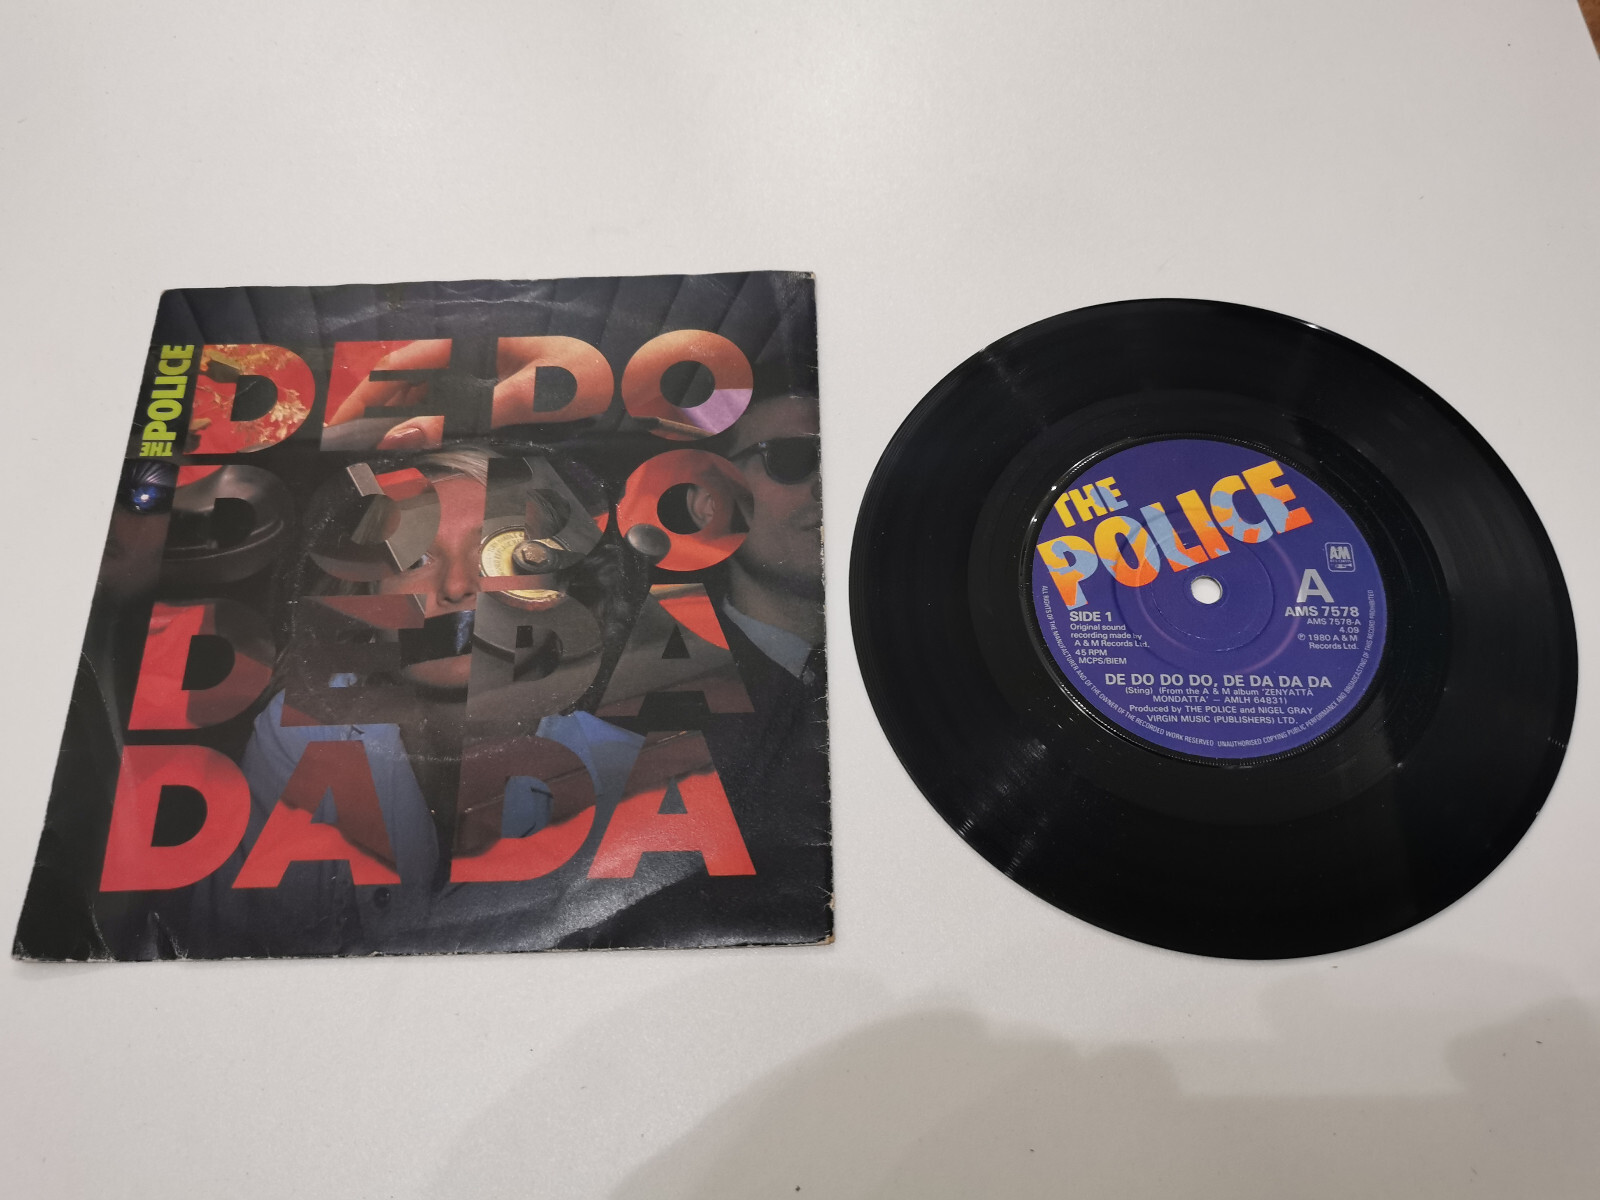 THE POLICE
DE DO
DO DO
DE DA
DA DA
THE
POLICE
A&M
RECORDS
A
AMS 7578
AMS 7578-A
4.09
℗ 1980 A & M
Records Ltd.
SIDE 1
Original sound
recording made by
A & M Records Ltd.
45 RPM
MCPS/BIEM
DE DO DO DO, DE DA DA DA
(Sting) (From the A & M album 'ZENYATTA
MONDATTA' – AMLH 64831)
Produced by THE POLICE and NIGEL GRAY
VIRGIN MUSIC (PUBLISHERS) LTD.
ALL RIGHTS OF THE MANUFACTURER AND OF THE OWNER OF THE RECORDED WORK RESERVED UNAUTHORISED COPYING PUBLIC PERFORMANCE AND BROADCASTING OF THIS RECORD PROHIBITED